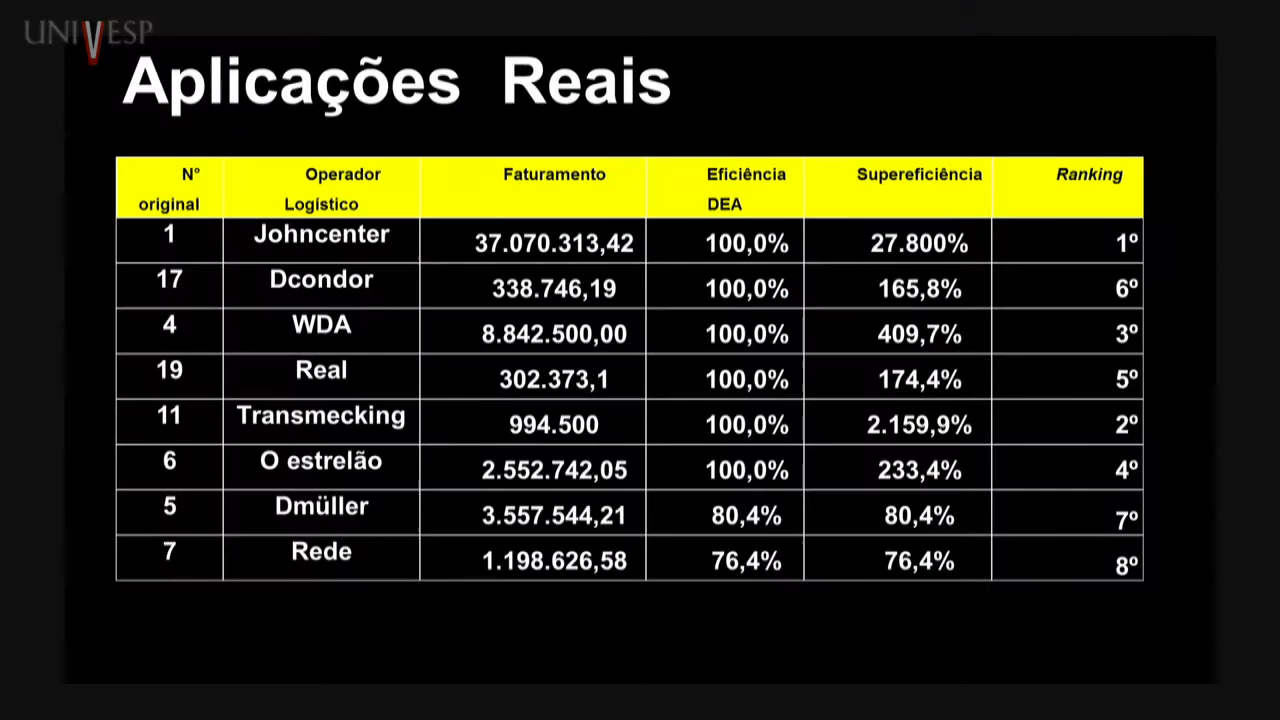 UNIVESP
Aplicações Reais
N° original Operador Logístico Faturamento Eficiência DEA Supereficiência Ranking
1 Johncenter 37.070.313,42 100,0% 27.800% 1º
17 Dcondor 338.746,19 100,0% 165,8% 6º
4 WDA 8.842.500,00 100,0% 409,7% 3º
19 Real 302.373,1 100,0% 174,4% 5º
11 Transmecking 994.500 100,0% 2.159,9% 2º
6 O estrelão 2.552.742,05 100,0% 233,4% 4º
5 Dmüller 3.557.544,21 80,4% 80,4% 7º
7 Rede 1.198.626,58 76,4% 76,4% 8º